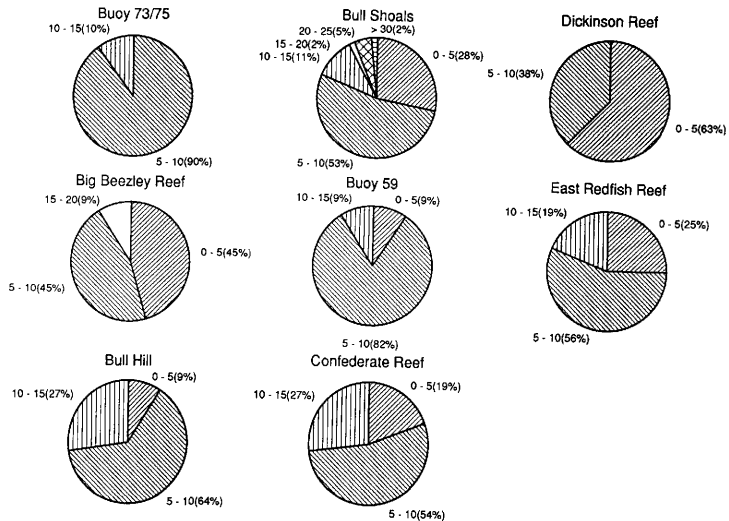 Buoy 73/75
10 - 15(10%)
5 - 10(90%)
Bull Shoals
20 - 25(5%)
> 30(2%)
15 - 20(2%)
10 - 15(11%)
0 - 5(28%)
5 - 10(53%)
Dickinson Reef
5 - 10(38%)
0 - 5(63%)
Big Beezley Reef
15 - 20(9%)
0 - 5(45%)
5 - 10(45%)
Buoy 59
10 - 15(9%)
0 - 5(9%)
5 - 10(82%)
East Redfish Reef
10 - 15(19%)
0 - 5(25%)
5 - 10(56%)
Bull Hill
0 - 5(9%)
10 - 15(27%)
5 - 10(64%)
Confederate Reef
0 - 5(19%)
10 - 15(27%)
5 - 10(54%)